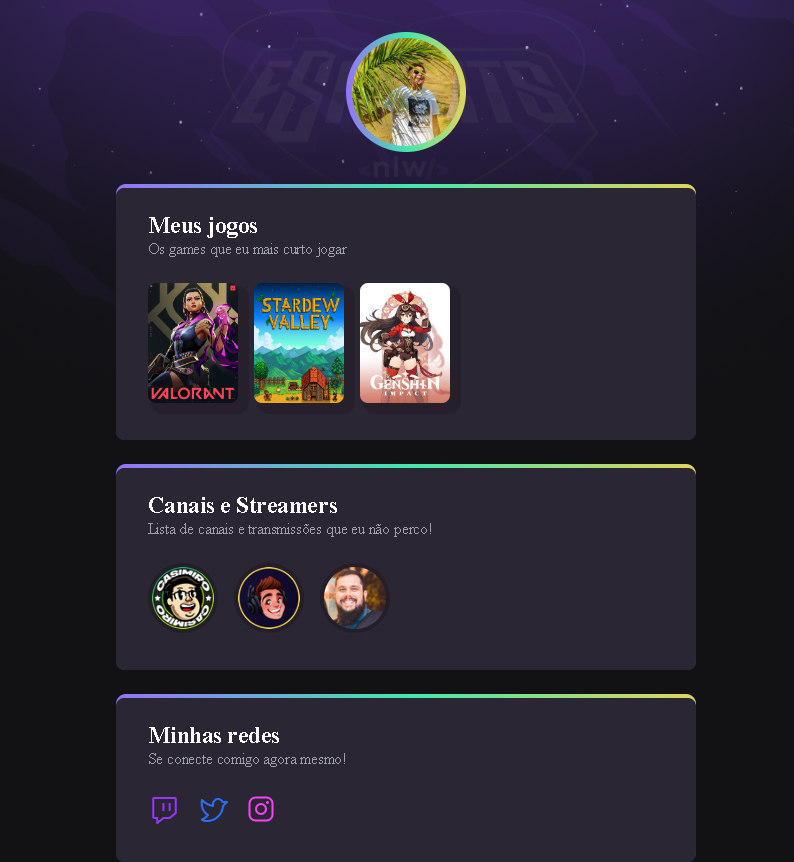 <nlw/>
Meus jogos
Os games que eu mais curto jogar
VALORANT
STARDEW
VALLEY
GENSHIN
IMPACT
Canais e Streamers
Lista de canais e transmissões que eu não perco!
CASIMIRO
CASIMIRO
Minhas redes
Se conecte comigo agora mesmo!